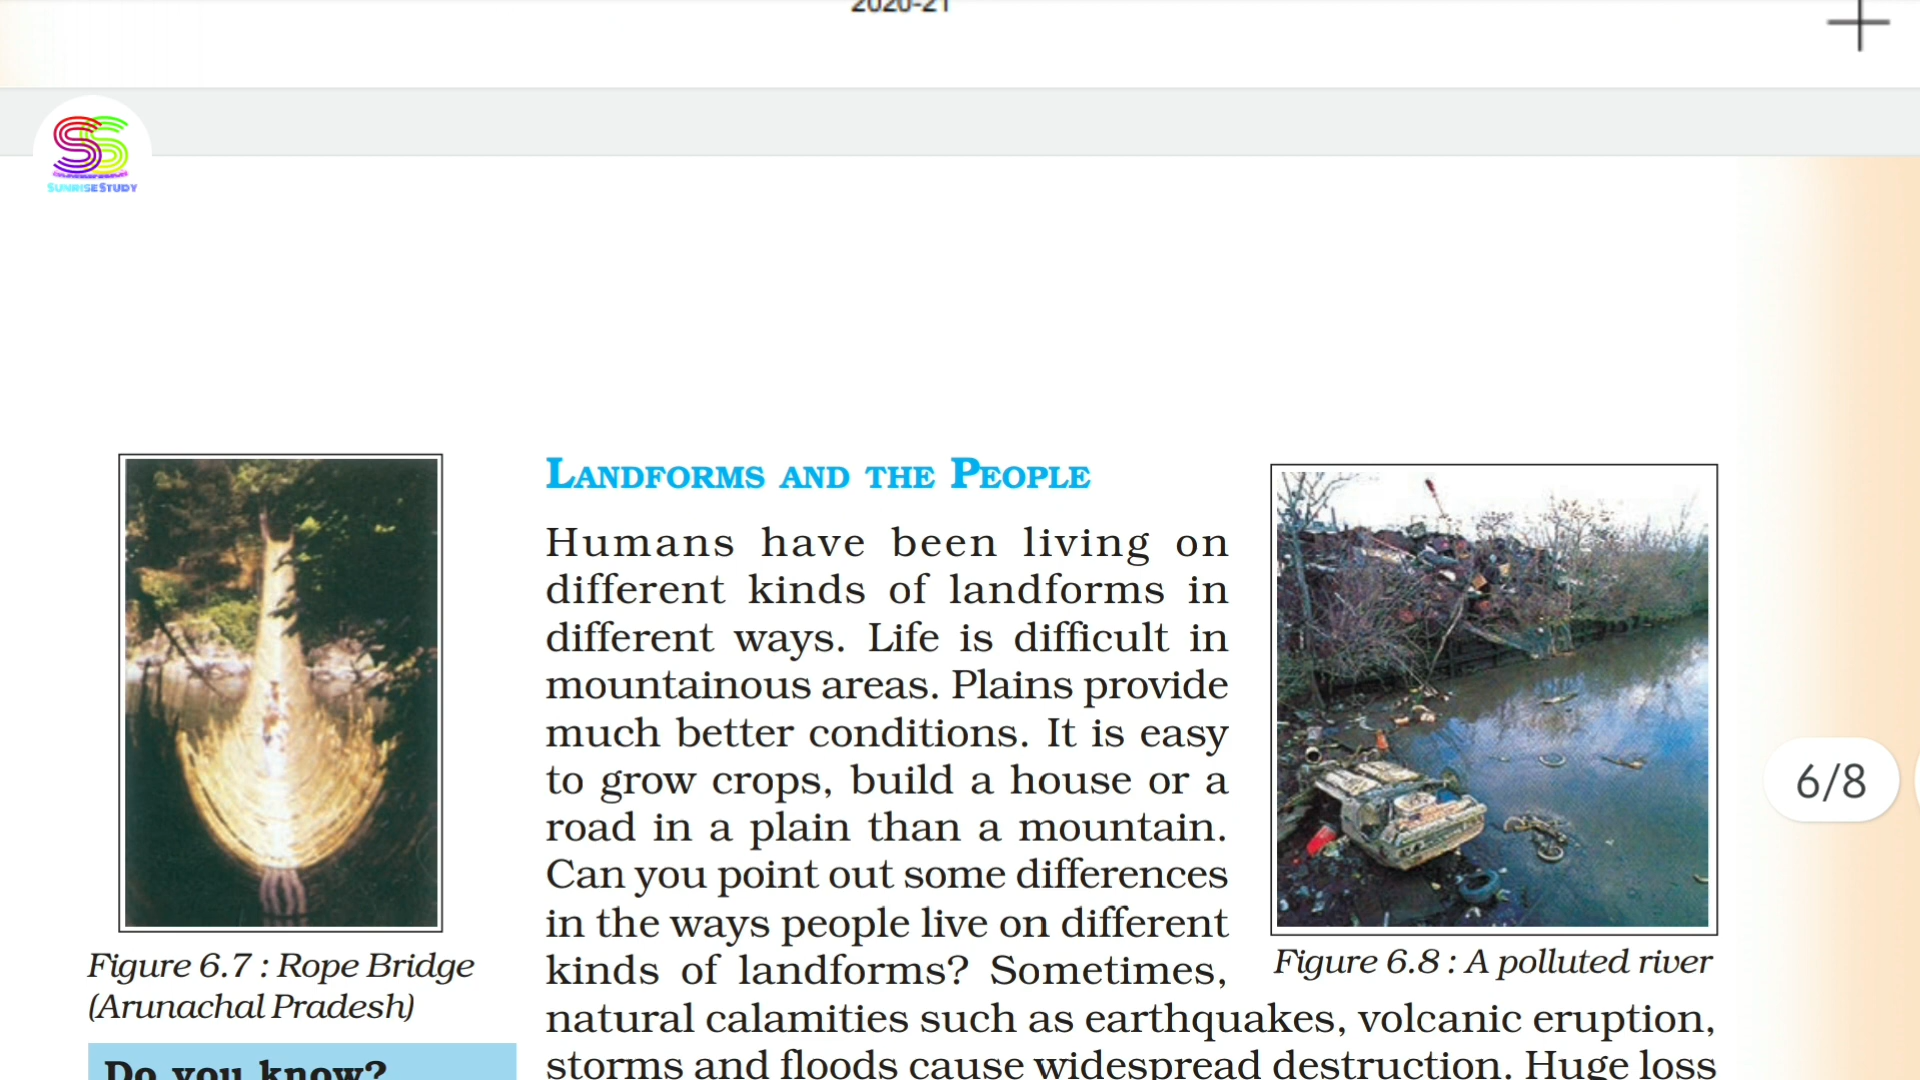 2020-21
SUNRISE STUDY
LANDFORMS AND THE PEOPLE
Humans have been living on
different kinds of landforms in
different ways. Life is difficult in
mountainous areas. Plains provide
much better conditions. It is easy
to grow crops, build a house or a
road in a plain than a mountain.
Can you point out some differences
in the ways people live on different
kinds of landforms? Sometimes,
natural calamities such as earthquakes, volcanic eruption,
storms and floods cause widespread destruction. Huge loss
Figure 6.7 : Rope Bridge
(Arunachal Pradesh)
Do you know?
Figure 6.8 : A polluted river
6/8